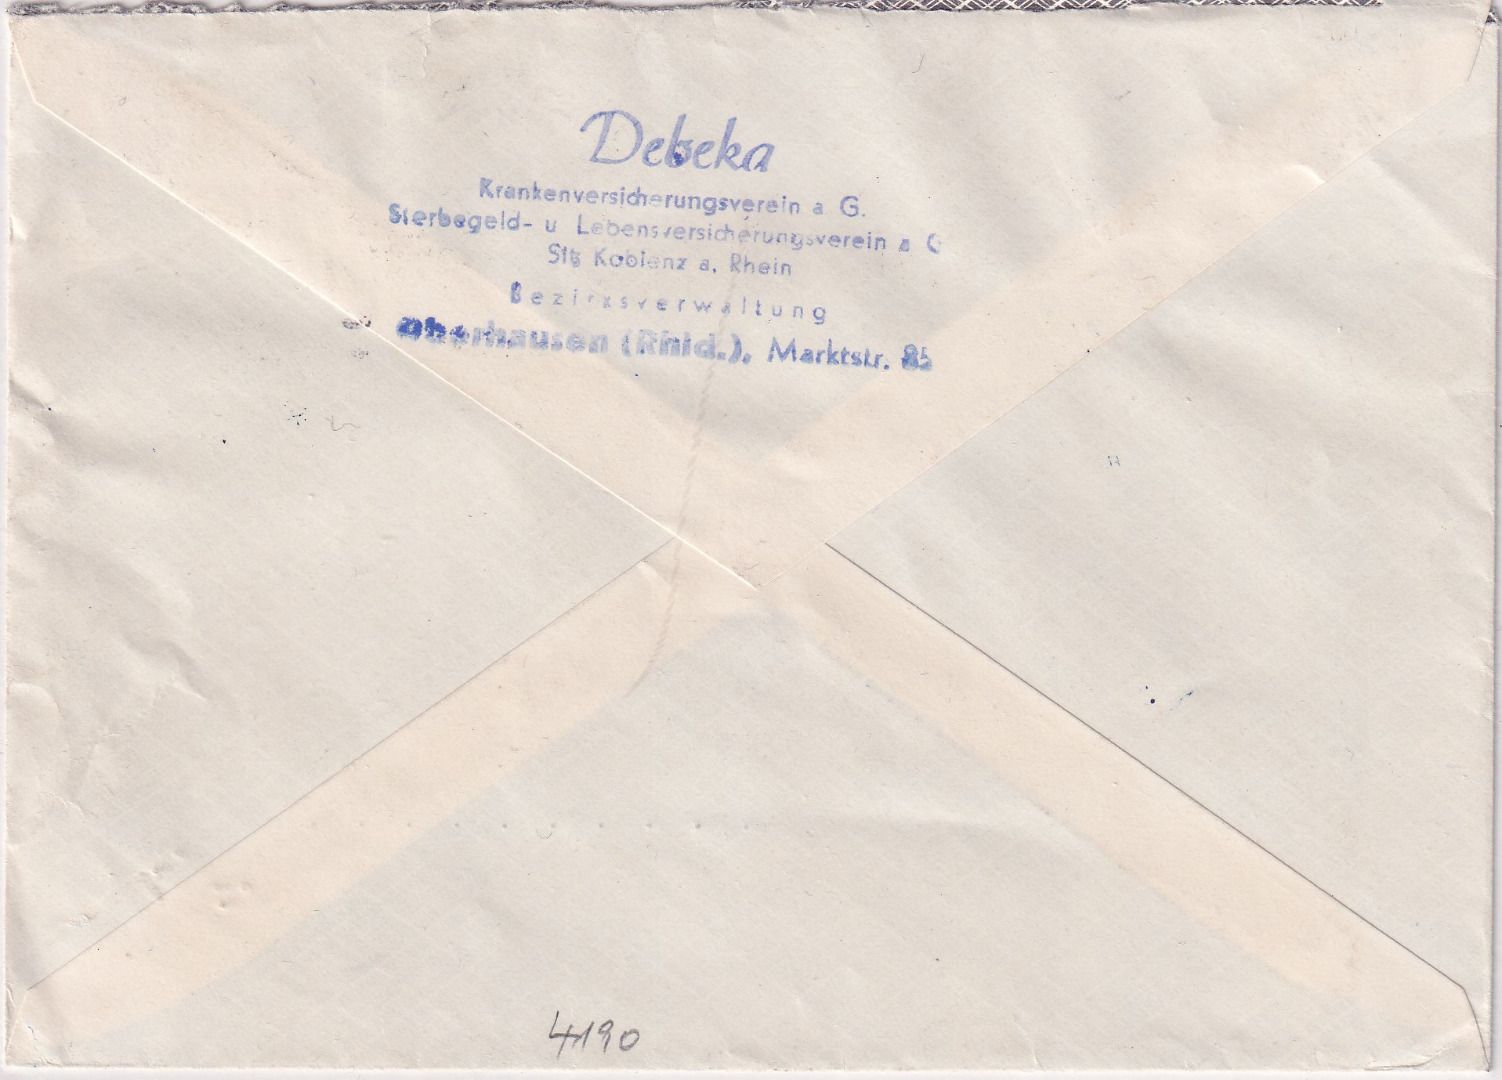 Debeka
Krankenversicherungsverein a. G.
Sterbegeld- u. Lebensversicherungsverein a. G.
Sitz Koblenz a. Rhein
Bezirksverwaltung
Oberhausen (Rhld.), Marktstr. 85
4190